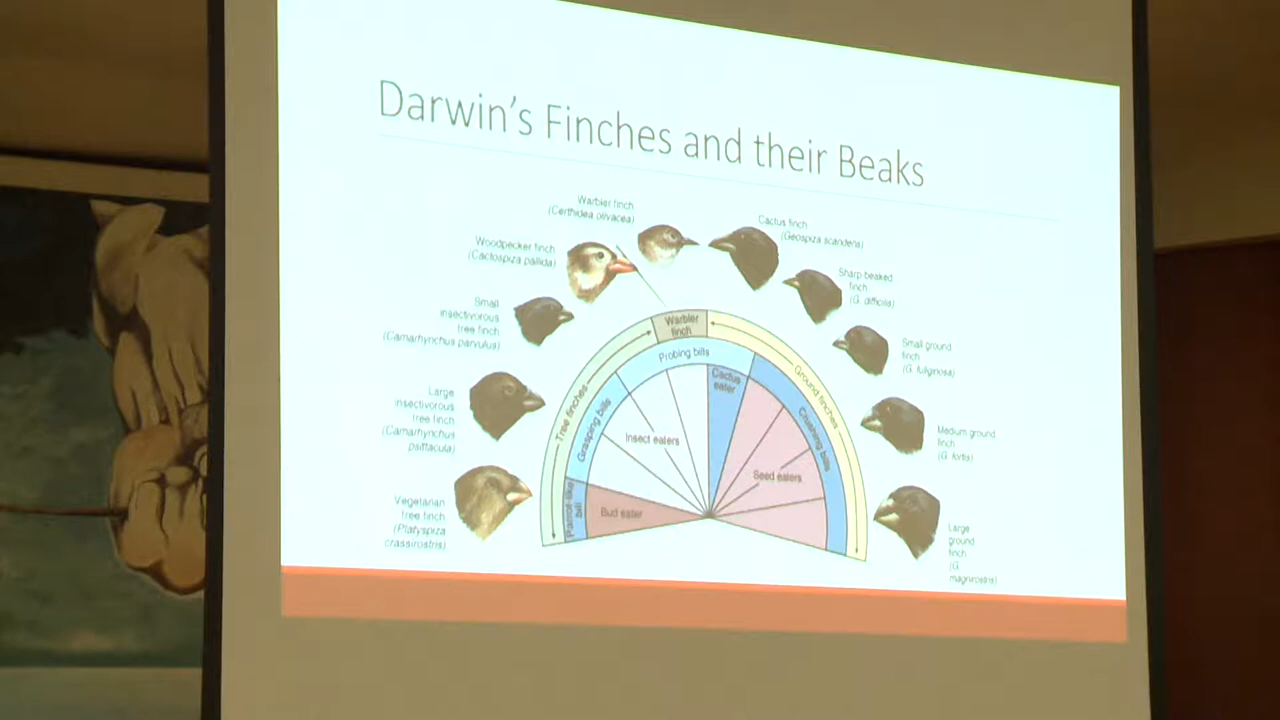 Darwin's Finches and their Beaks
Warbler finch
(Certhidea olivacea)
Woodpecker finch
(Cactospiza pallida)
Small
insectivorous
tree finch
(Camarhynchus parvulus)
Large
insectivorous
tree finch
(Camarhynchus
psittacula)
Vegetarian
tree finch
(Platyspiza
crassirostris)
Cactus finch
(Geospiza scandens)
Sharp beaked
finch
(G. difficilis)
Small ground
finch
(G. fuliginosa)
Medium ground
finch
(G. fortis)
Large
ground
finch
(G.
magnirostris)
Warbler
finch
Tree finches
Ground finches
Probing bills
Grasping bills
Crushing bills
Parrot-like
bill
Cactus
eater
Insect eaters
Seed eaters
Bud eater